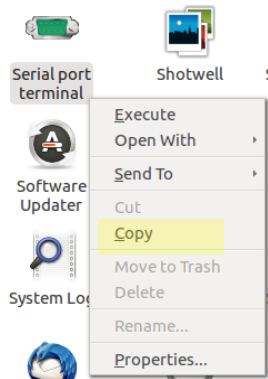 Serial port
terminal
Shotwell
Execute
Open With
Send To
Cut
Copy
Move to Trash
Delete
Rename...
Properties...
Software
Updater
System Log